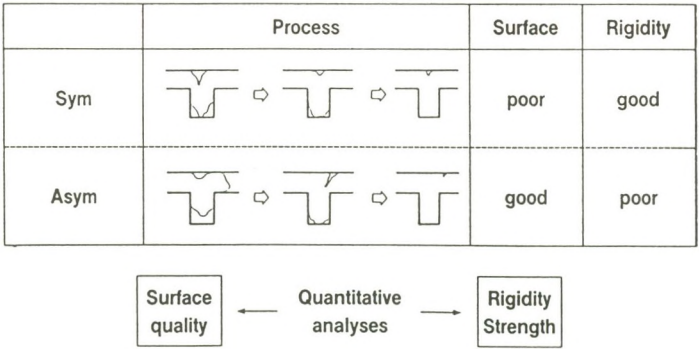 Process Surface Rigidity
Sym poor good
Asym good poor
Surface quality ← Quantitative analyses → Rigidity Strength